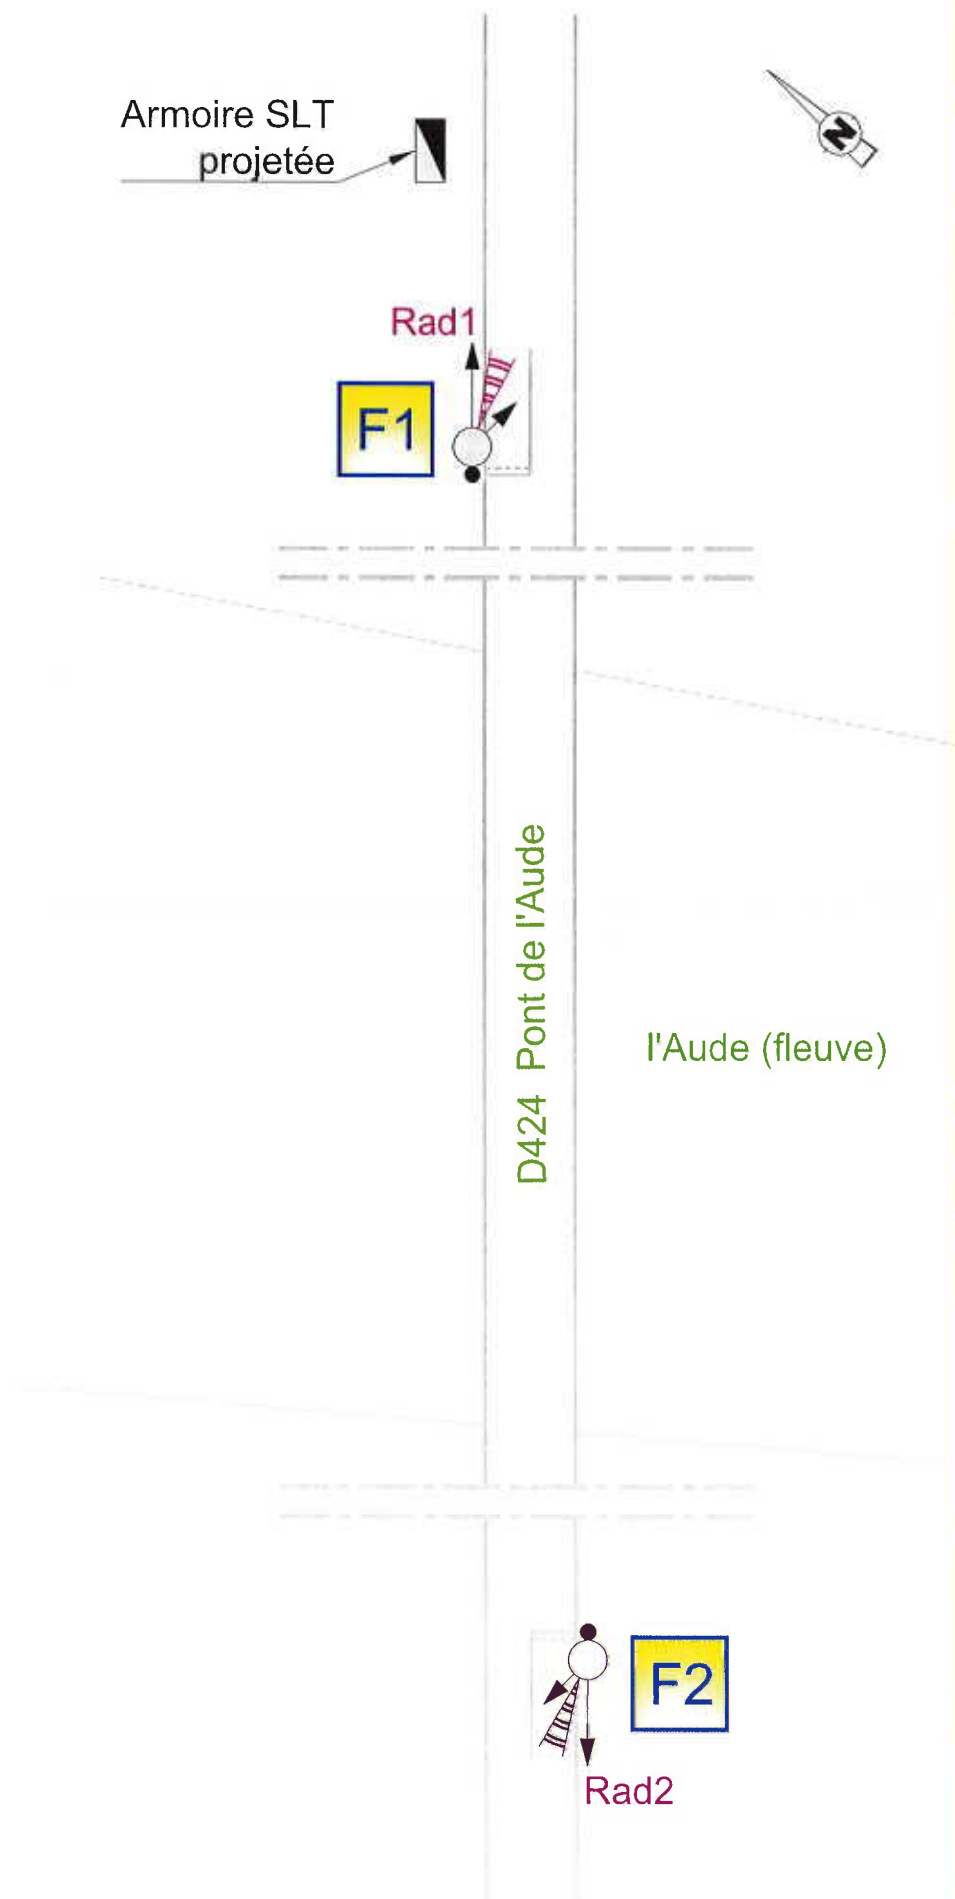 Armoire SLT
projetée
N
Rad1
F1
D424 Pont de l'Aude
l'Aude (fleuve)
F2
Rad2